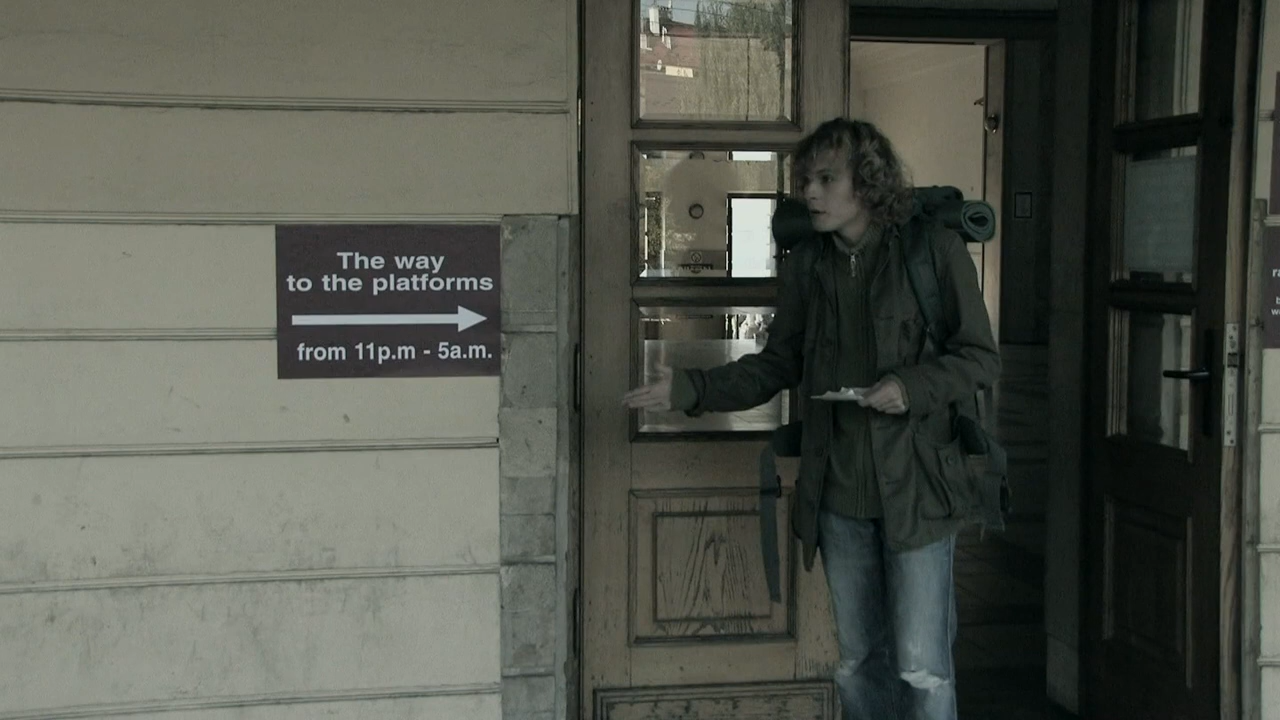 The way
to the platforms
from 11p.m - 5a.m.